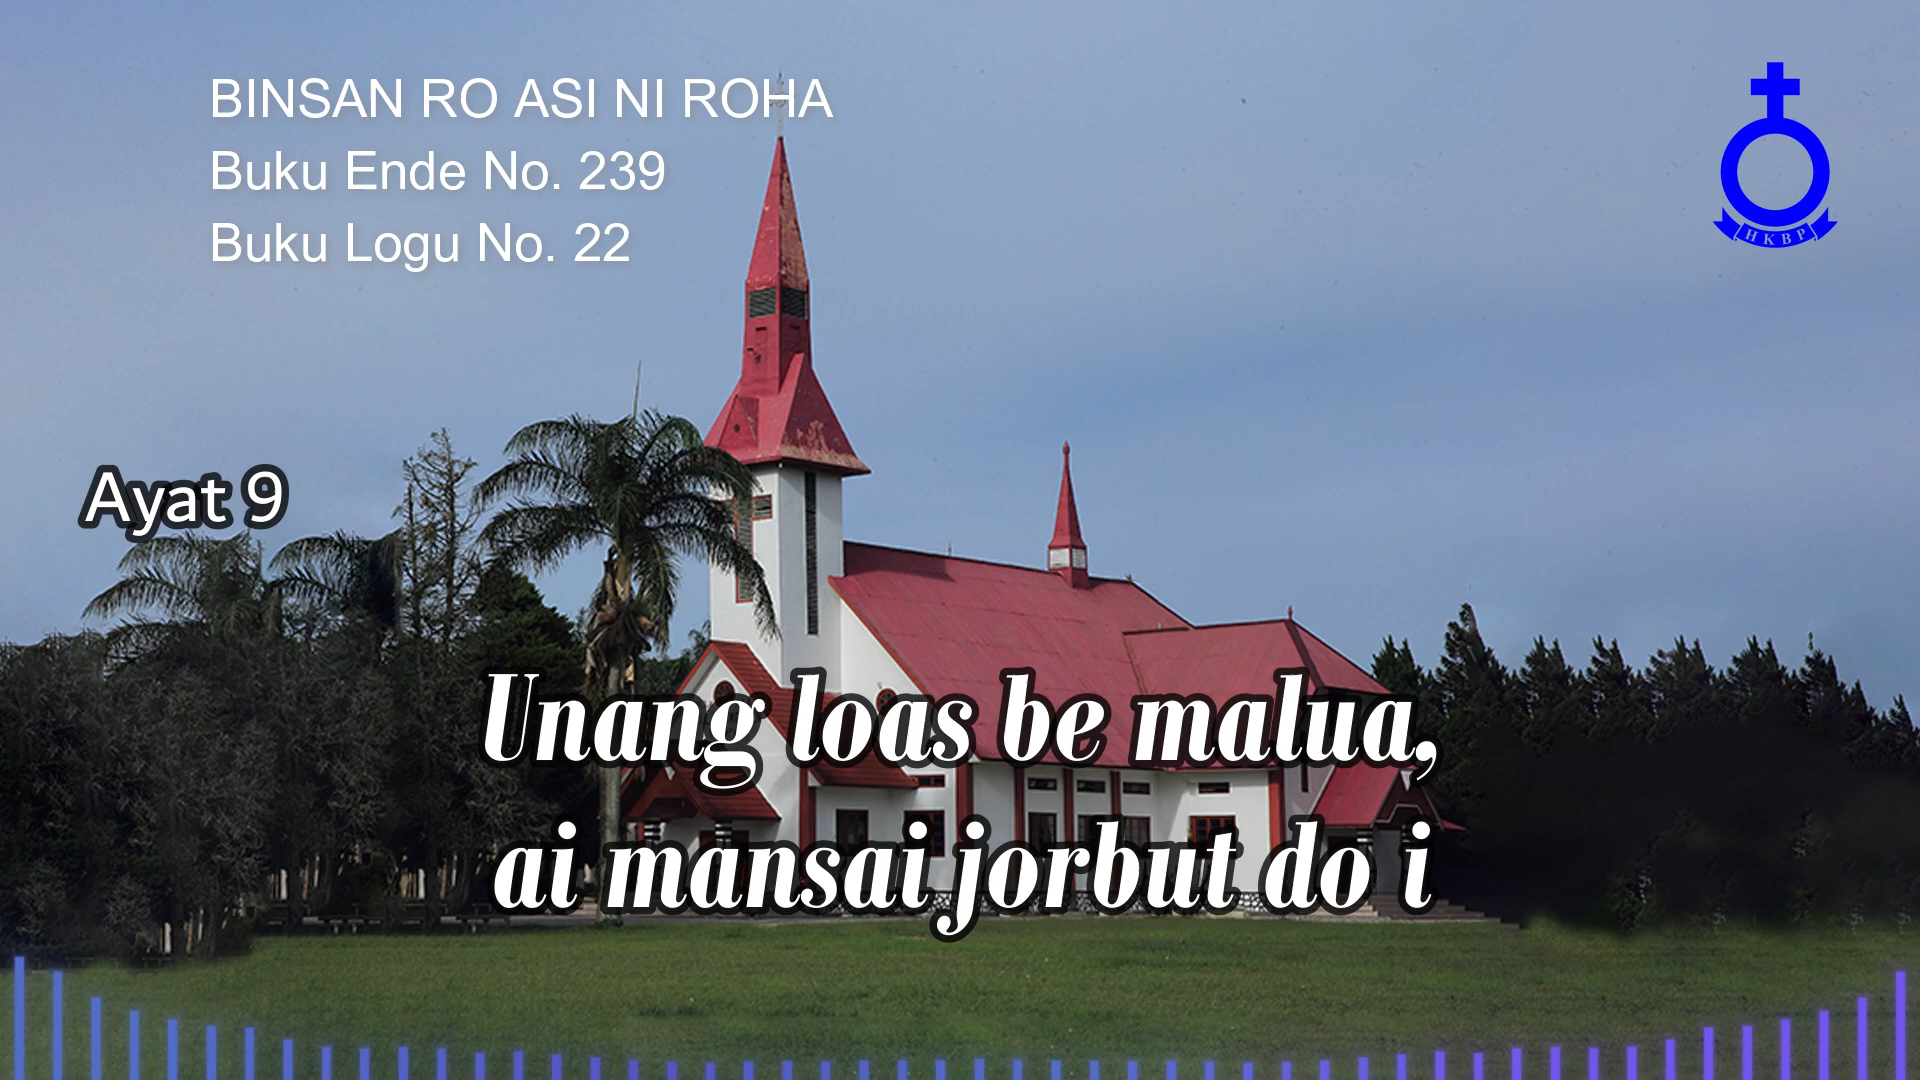 BINSAN RO ASI NI ROHA
Buku Ende No. 239
Buku Logu No. 22
HKBP
Ayat 9
Unang loas be malua,
ai mansai jorbut do i